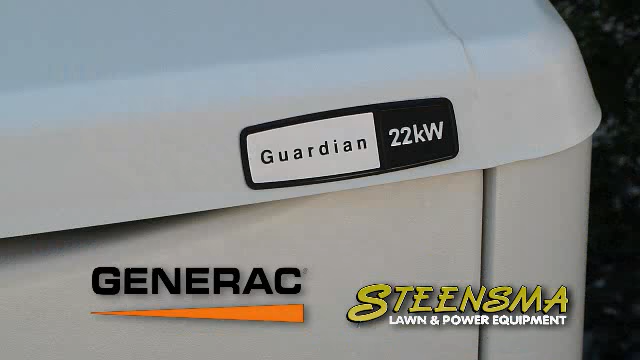 Guardian 22kW
GENERAC
STEENSMA
LAWN & POWER EQUIPMENT